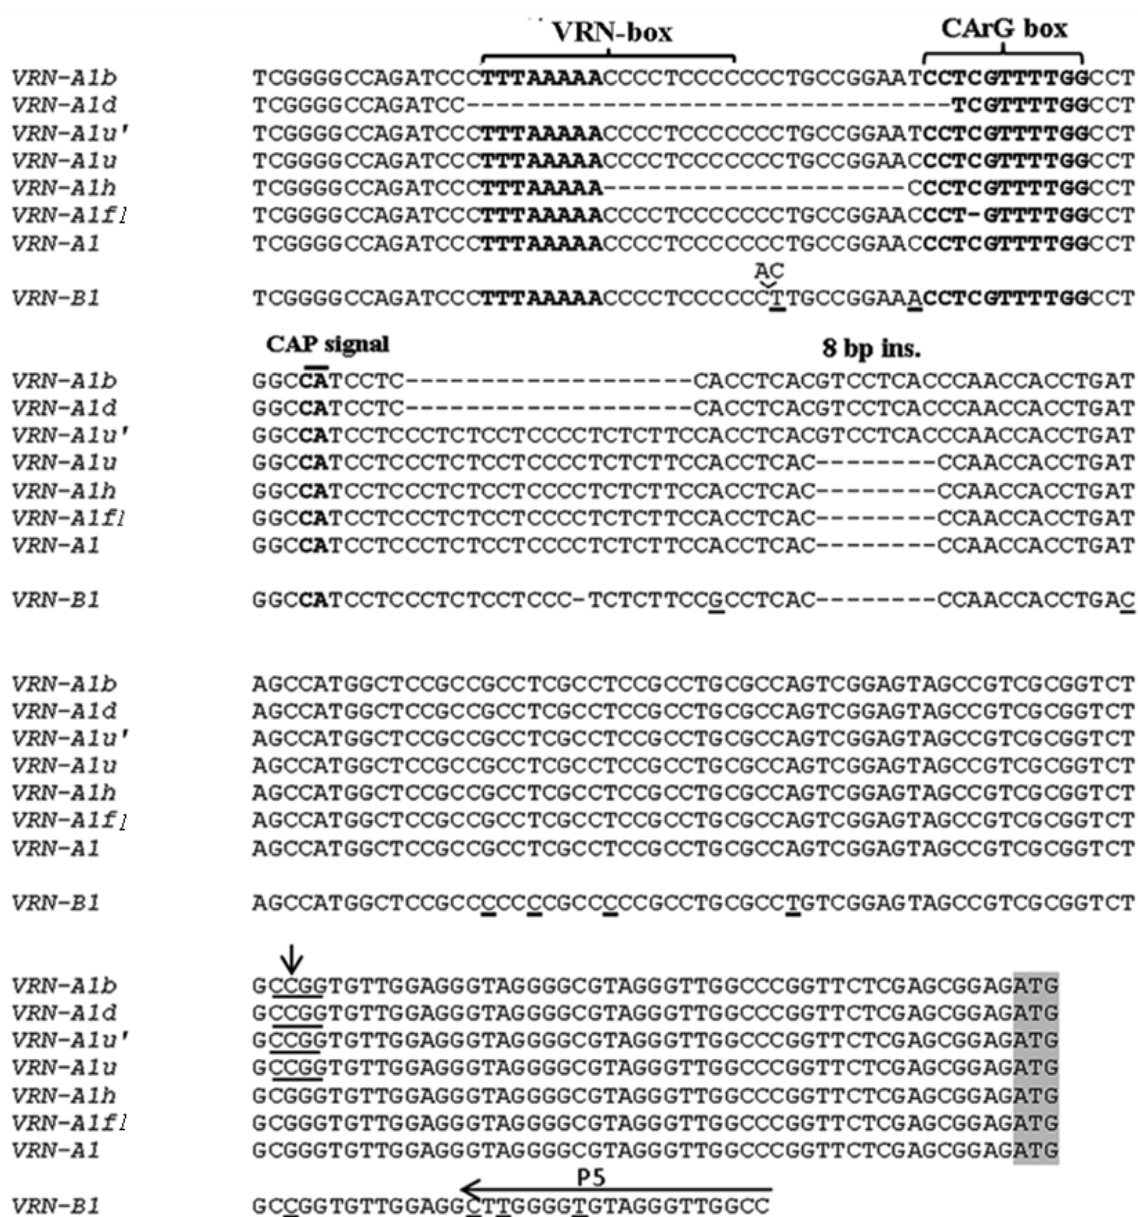 VRN-box CArG box
VRN-A1b TCGGGGCCAGATCCCTTTAAAAACCCCTCCCCCCCTGCCGGAATCCTCGTTTTGGCCT
VRN-A1d TCGGGGCCAGATCC--------------------------------TCGTTTTGGCCT
VRN-A1u' TCGGGGCCAGATCCCTTTAAAAACCCCTCCCCCCCTGCCGGAATCCTCGTTTTGGCCT
VRN-A1u TCGGGGCCAGATCCCTTTAAAAACCCCTCCCCCCCTGCCGGAACCCTCGTTTTGGCCT
VRN-A1h TCGGGGCCAGATCCCTTTAAAAA--------------------CCCTCGTTTTGGCCT
VRN-A1f1 TCGGGGCCAGATCCCTTTAAAAACCCCTCCCCCCCTGCCGGAACCCT-GTTTTGGCCT
VRN-A1 TCGGGGCCAGATCCCTTTAAAAACCCCTCCCCCCCTGCCGGAACCCTCGTTTTGGCCT
AC
VRN-B1 TCGGGGCCAGATCCCTTTAAAAACCCCTCCCCCCTTGCCGGAAACCTCGTTTTGGCCT
CAP signal 8 bp ins.
VRN-A1b GGCCATCCTC-------------------CACCTCACGTCCTCACCCAACCACCTGAT
VRN-A1d GGCCATCCTC-------------------CACCTCACGTCCTCACCCAACCACCTGAT
VRN-A1u' GGCCATCCTCCCTCTCCTCCCCTCTCTTCCACCTCACGTCCTCACCCAACCACCTGAT
VRN-A1u GGCCATCCTCCCTCTCCTCCCCTCTCTTCCACCTCAC--------CCAACCACCTGAT
VRN-A1h GGCCATCCTCCCTCTCCTCCCCTCTCTTCCACCTCAC--------CCAACCACCTGAT
VRN-A1f1 GGCCATCCTCCCTCTCCTCCCCTCTCTTCCACCTCAC--------CCAACCACCTGAT
VRN-A1 GGCCATCCTCCCTCTCCTCCCCTCTCTTCCACCTCAC--------CCAACCACCTGAT
VRN-B1 GGCCATCCTCCCTCTCCTCCC-TCTCTTCCGCCTCAC--------CCAACCACCTGAC
VRN-A1b AGCCATGGCTCCGCCGCCTCGCCTCCGCCTGCGCCAGTCGGAGTAGCCGTCGCGGTCT
VRN-A1d AGCCATGGCTCCGCCGCCTCGCCTCCGCCTGCGCCAGTCGGAGTAGCCGTCGCGGTCT
VRN-A1u' AGCCATGGCTCCGCCGCCTCGCCTCCGCCTGCGCCAGTCGGAGTAGCCGTCGCGGTCT
VRN-A1u AGCCATGGCTCCGCCGCCTCGCCTCCGCCTGCGCCAGTCGGAGTAGCCGTCGCGGTCT
VRN-A1h AGCCATGGCTCCGCCGCCTCGCCTCCGCCTGCGCCAGTCGGAGTAGCCGTCGCGGTCT
VRN-A1f1 AGCCATGGCTCCGCCGCCTCGCCTCCGCCTGCGCCAGTCGGAGTAGCCGTCGCGGTCT
VRN-A1 AGCCATGGCTCCGCCGCCTCGCCTCCGCCTGCGCCAGTCGGAGTAGCCGTCGCGGTCT
VRN-B1 AGCCATGGCTCCGCCCCCCCGCCCCCGCCTGCGCCTGTCGGAGTAGCCGTCGCGGTCT
VRN-A1b GCCGGTGTTGGAGGGTAGGGGCGTAGGGTTGGCCCGGTTCTCGAGCGGAGATG
VRN-A1d GCCGGTGTTGGAGGGTAGGGGCGTAGGGTTGGCCCGGTTCTCGAGCGGAGATG
VRN-A1u' GCCGGTGTTGGAGGGTAGGGGCGTAGGGTTGGCCCGGTTCTCGAGCGGAGATG
VRN-A1u GCCGGTGTTGGAGGGTAGGGGCGTAGGGTTGGCCCGGTTCTCGAGCGGAGATG
VRN-A1h GCGGGTGTTGGAGGGTAGGGGCGTAGGGTTGGCCCGGTTCTCGAGCGGAGATG
VRN-A1f1 GCGGGTGTTGGAGGGTAGGGGCGTAGGGTTGGCCCGGTTCTCGAGCGGAGATG
VRN-A1 GCGGGTGTTGGAGGGTAGGGGCGTAGGGTTGGCCCGGTTCTCGAGCGGAGATG
P5
VRN-B1 GCCGGTGTTGGAGGCTTGGGGTGTAGGGTTGGCC